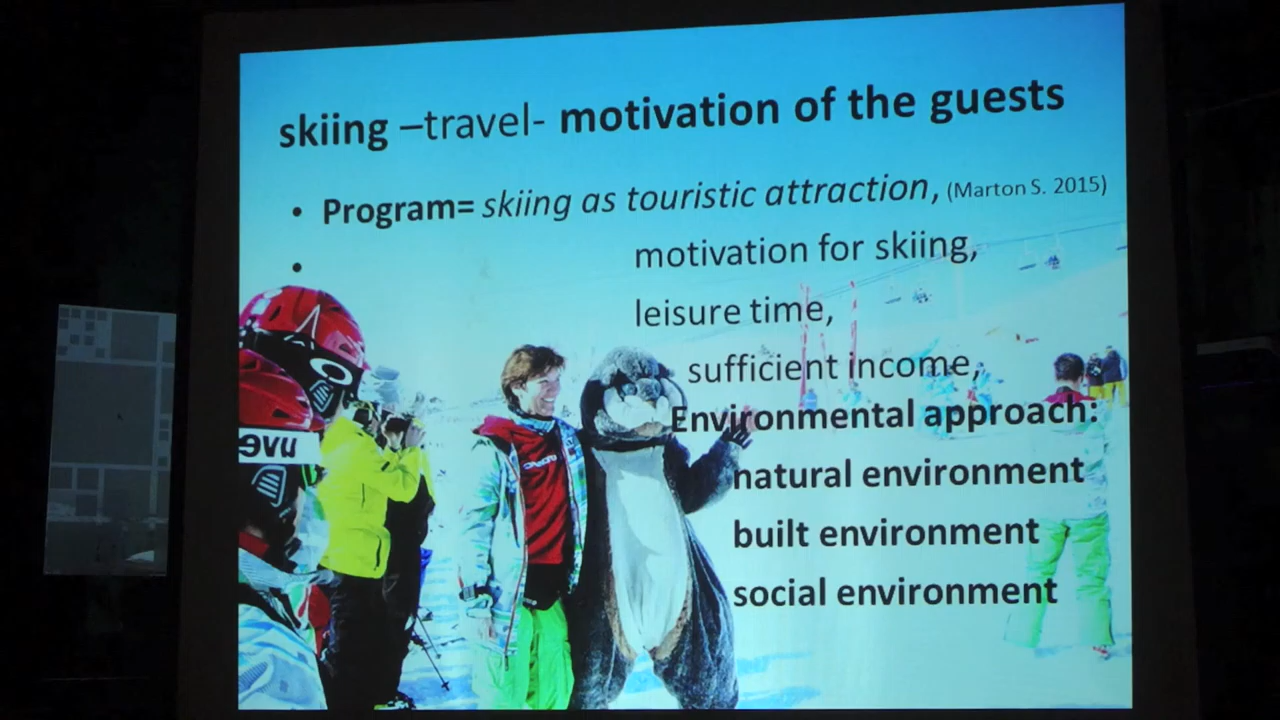 skiing –travel- motivation of the guests
• Program= skiing as touristic attraction, (Marton S. 2015)
•
motivation for skiing,
leisure time,
sufficient income,
Environmental approach:
natural environment
built environment
social environment